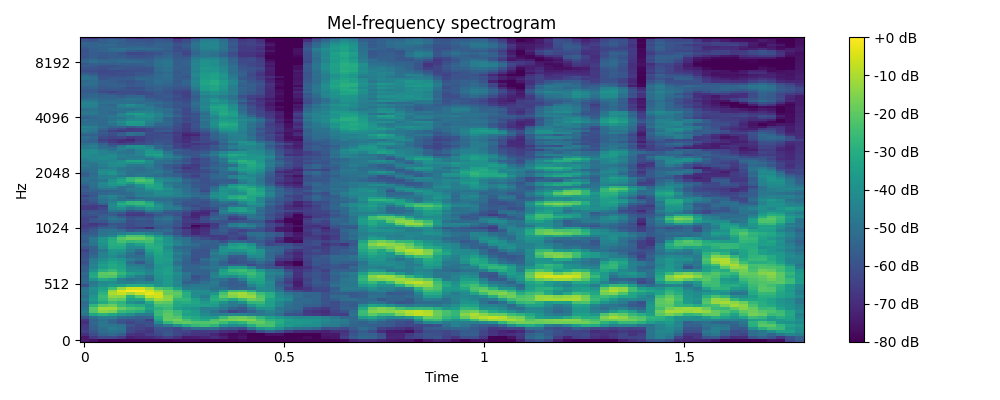 Mel-frequency spectrogram
8192
4096
2048
1024
512
0
Hz
0
0.5
1
1.5
Time
+0 dB
-10 dB
-20 dB
-30 dB
-40 dB
-50 dB
-60 dB
-70 dB
-80 dB